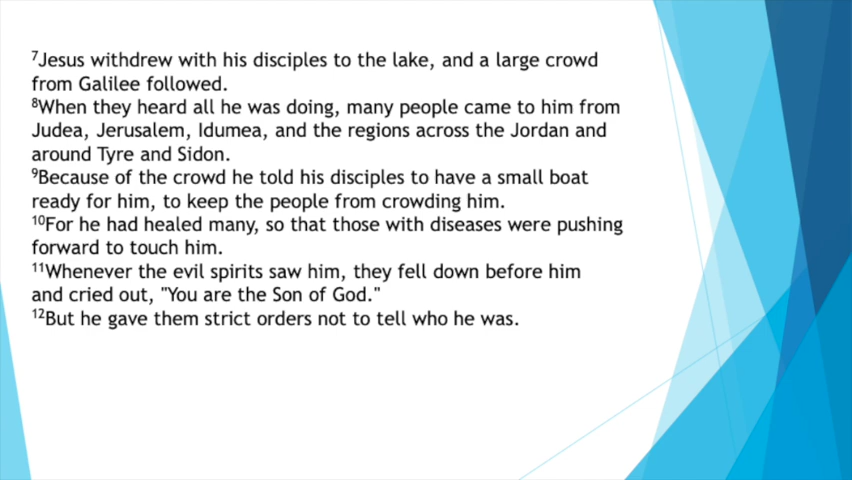 ⁷Jesus withdrew with his disciples to the lake, and a large crowd
from Galilee followed.
⁸When they heard all he was doing, many people came to him from
Judea, Jerusalem, Idumea, and the regions across the Jordan and
around Tyre and Sidon.
⁹Because of the crowd he told his disciples to have a small boat
ready for him, to keep the people from crowding him.
¹⁰For he had healed many, so that those with diseases were pushing
forward to touch him.
¹¹Whenever the evil spirits saw him, they fell down before him
and cried out, "You are the Son of God."
¹²But he gave them strict orders not to tell who he was.